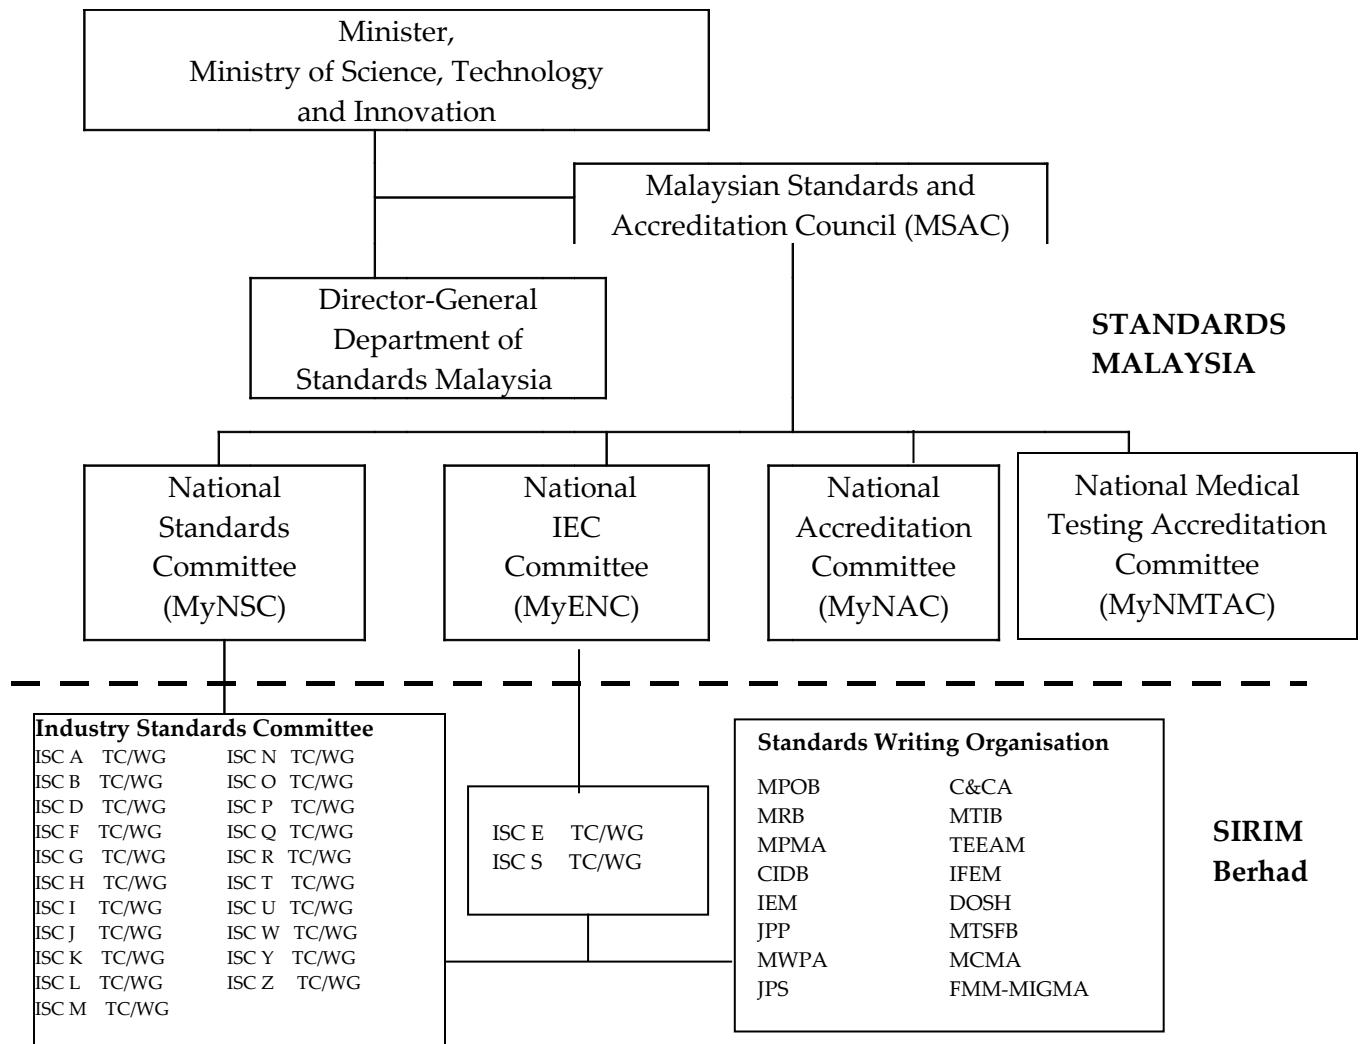 Minister,
Ministry of Science, Technology
and Innovation
Malaysian Standards and
Accreditation Council (MSAC)
Director-General
Department of
Standards Malaysia
STANDARDS
MALAYSIA
National
Standards
Committee
(MyNSC)
National
IEC
Committee
(MyENC)
National
Accreditation
Committee
(MyNAC)
National Medical
Testing Accreditation
Committee
(MyNMTAC)
Industry Standards Committee
ISC A TC/WG ISC N TC/WG
ISC B TC/WG ISC O TC/WG
ISC D TC/WG ISC P TC/WG
ISC F TC/WG ISC Q TC/WG
ISC G TC/WG ISC R TC/WG
ISC H TC/WG ISC T TC/WG
ISC I TC/WG ISC U TC/WG
ISC J TC/WG ISC W TC/WG
ISC K TC/WG ISC Y TC/WG
ISC L TC/WG ISC Z TC/WG
ISC M TC/WG
ISC E TC/WG
ISC S TC/WG
Standards Writing Organisation
MPOB C&CA
MRB MTIB
MPMA TEEAM
CIDB IFEM
IEM DOSH
JPP MTSFB
MWPA MCMA
JPS FMM-MIGMA
SIRIM
Berhad